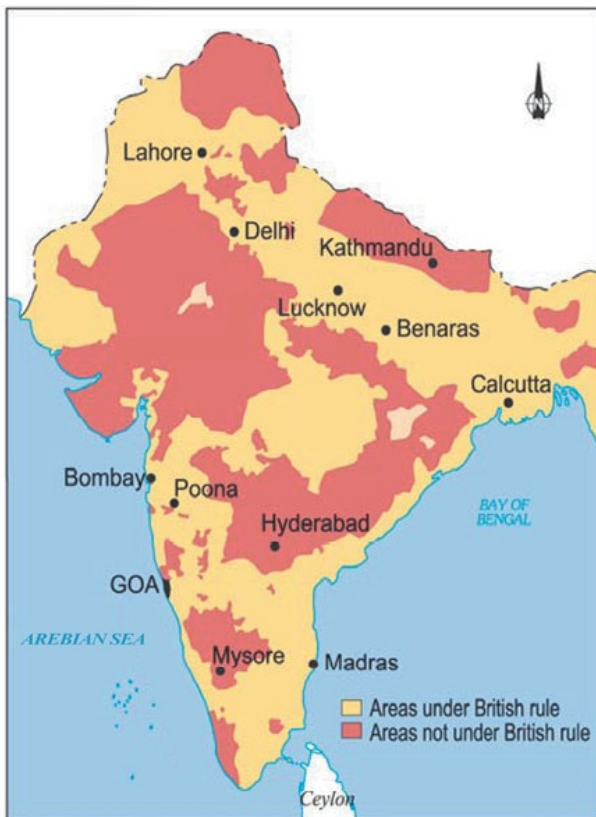 N
Lahore
Delhi
Kathmandu
Lucknow
Benaras
Calcutta
Bombay
Poona
BAY OF
BENGAL
Hyderabad
GOA
AREBIAN SEA
Mysore
Madras
Areas under British rule
Areas not under British rule
Ceylon